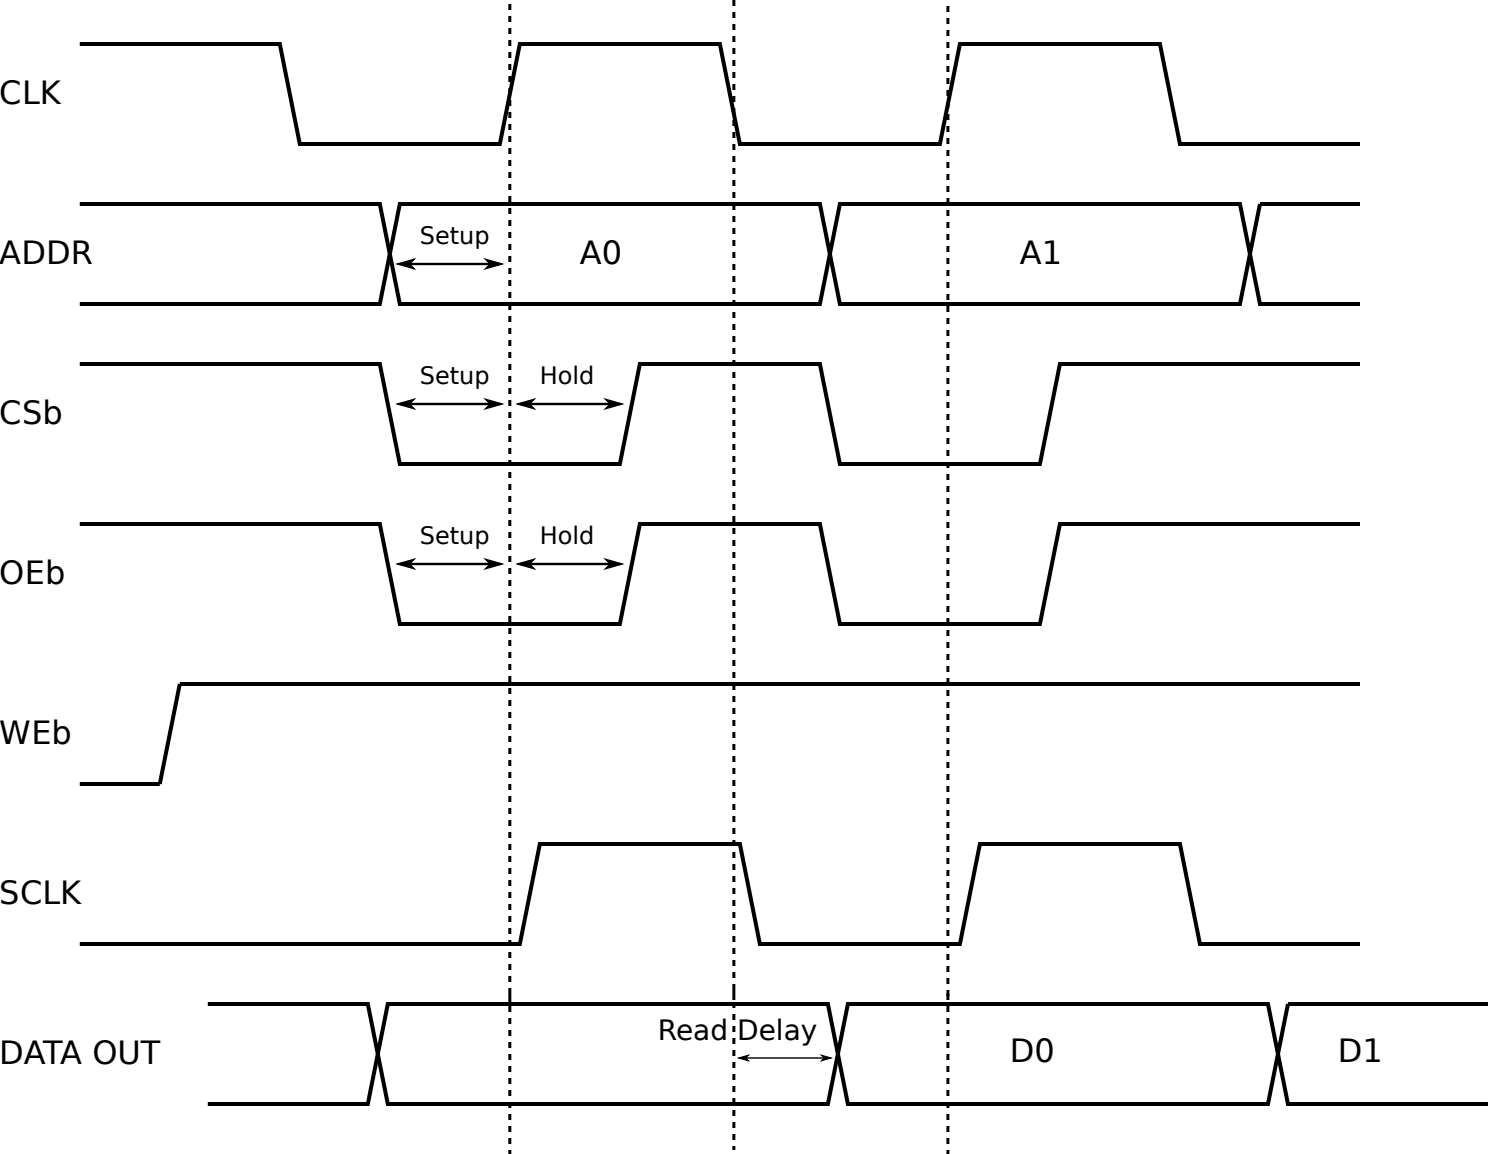 CLK
ADDR
Setup
A0
A1
CSb
Setup
Hold
OEb
Setup
Hold
WEb
SCLK
DATA OUT
Read Delay
D0
D1